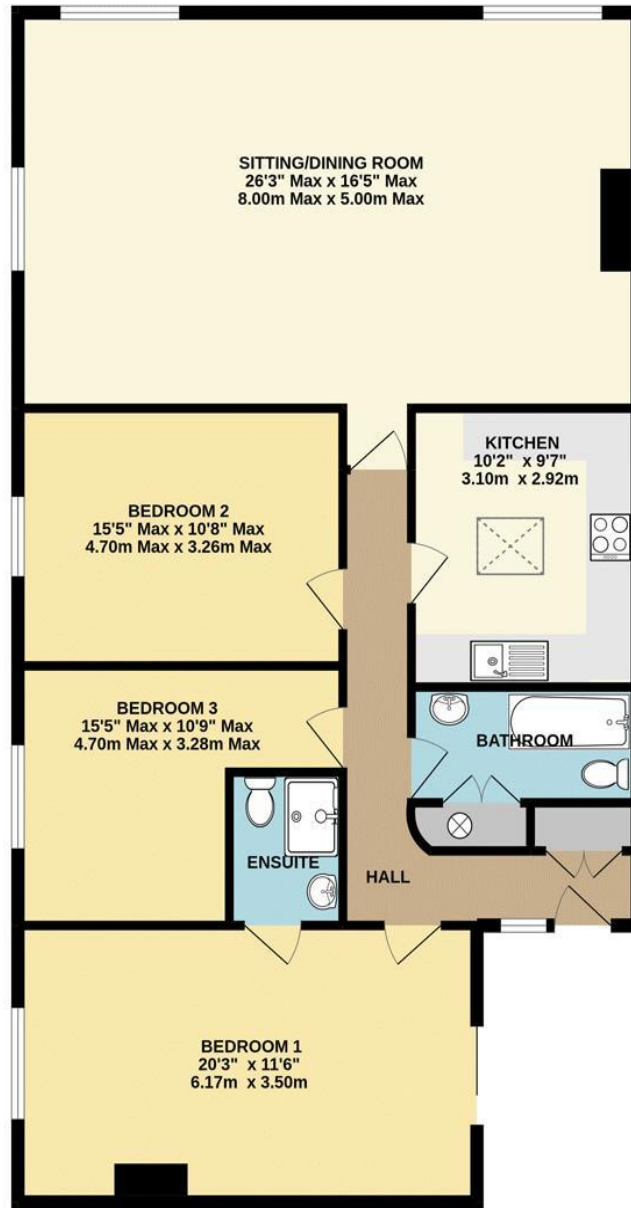 SITTING/DINING ROOM
26'3" Max x 16'5" Max
8.00m Max x 5.00m Max
KITCHEN
10'2" x 9'7"
3.10m x 2.92m
BEDROOM 2
15'5" Max x 10'8" Max
4.70m Max x 3.26m Max
BEDROOM 3
15'5" Max x 10'9" Max
4.70m Max x 3.28m Max
BATHROOM
ENSUITE
HALL
BEDROOM 1
20'3" x 11'6"
6.17m x 3.50m